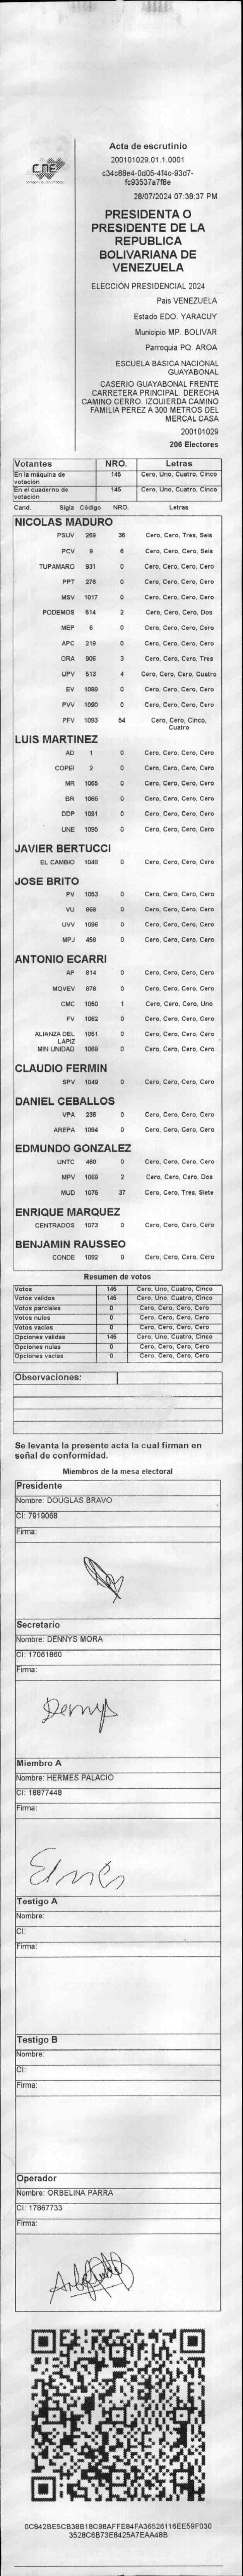 CNE
Acta de escrutinio
200101029.01.1.0001
c34c88e4-0d05-4f4c-93d7-
fc93537a7f8e
28/07/2024 07:38:37 PM
PRESIDENTA O
PRESIDENTE DE LA
REPUBLICA
BOLIVARIANA DE
VENEZUELA
ELECCIÓN PRESIDENCIAL 2024
Pais VENEZUELA
Estado EDO. YARACUY
Municipio MP. BOLIVAR
Parroquia PQ. AROA
ESCUELA BASICA NACIONAL
GUAYABONAL
CASERIO GUAYABONAL FRENTE
CARRETERA PRINCIPAL. DERECHA
CAMINO CERRO. IZQUIERDA CAMINO
FAMILIA PEREZ A 300 METROS DEL
MERCAL CASA
200101029
206 Electores
Votantes NRO. Letras
En la máquina de votación 145 Cero, Uno, Cuatro, Cinco
En el cuaderno de votación 145 Cero, Uno, Cuatro, Cinco
Cand. Sigla Código NRO. Letras
NICOLAS MADURO
PSUV 269 36 Cero, Cero, Tres, Seis
PCV 9 6 Cero, Cero, Cero, Seis
TUPAMARO 931 0 Cero, Cero, Cero, Cero
PPT 276 0 Cero, Cero, Cero, Cero
MSV 1017 0 Cero, Cero, Cero, Cero
PODEMOS 614 2 Cero, Cero, Cero, Dos
MEP 6 0 Cero, Cero, Cero, Cero
APC 219 0 Cero, Cero, Cero, Cero
ORA 906 3 Cero, Cero, Cero, Tres
UPV 513 4 Cero, Cero, Cero, Cuatro
EV 1089 0 Cero, Cero, Cero, Cero
PVV 1090 0 Cero, Cero, Cero, Cero
PFV 1093 54 Cero, Cero, Cinco,
Cuatro
LUIS MARTINEZ
AD 1 0 Cero, Cero, Cero, Cero
COPEI 2 0 Cero, Cero, Cero, Cero
MR 1065 0 Cero, Cero, Cero, Cero
BR 1066 0 Cero, Cero, Cero, Cero
DDP 1091 0 Cero, Cero, Cero, Cero
UNE 1095 0 Cero, Cero, Cero, Cero
JAVIER BERTUCCI
EL CAMBIO 1048 0 Cero, Cero, Cero, Cero
JOSE BRITO
PV 1053 0 Cero, Cero, Cero, Cero
VU 868 0 Cero, Cero, Cero, Cero
UVV 1096 0 Cero, Cero, Cero, Cero
MPJ 458 0 Cero, Cero, Cero, Cero
ANTONIO ECARRI
AP 814 0 Cero, Cero, Cero, Cero
MOVEV 878 0 Cero, Cero, Cero, Cero
CMC 1050 1 Cero, Cero, Cero, Uno
FV 1062 0 Cero, Cero, Cero, Cero
ALIANZA DEL 1051 0 Cero, Cero, Cero, Cero
LAPIZ
MIN UNIDAD 1068 0 Cero, Cero, Cero, Cero
CLAUDIO FERMIN
SPV 1049 0 Cero, Cero, Cero, Cero
DANIEL CEBALLOS
VPA 236 0 Cero, Cero, Cero, Cero
AREPA 1094 0 Cero, Cero, Cero, Cero
EDMUNDO GONZALEZ
UNTC 460 0 Cero, Cero, Cero, Cero
MPV 1069 2 Cero, Cero, Cero, Dos
MUD 1075 37 Cero, Cero, Tres, Siete
ENRIQUE MARQUEZ
CENTRADOS 1073 0 Cero, Cero, Cero, Cero
BENJAMIN RAUSSEO
CONDE 1092 0 Cero, Cero, Cero, Cero
Resumen de votos
Votos 145 Cero, Uno, Cuatro, Cinco
Votos validos 145 Cero, Uno, Cuatro, Cinco
Votos parciales 0 Cero, Cero, Cero, Cero
Votos nulos 0 Cero, Cero, Cero, Cero
Votos vacios 0 Cero, Cero, Cero, Cero
Opciones validas 145 Cero, Uno, Cuatro, Cinco
Opciones nulas 0 Cero, Cero, Cero, Cero
Opciones vacias 0 Cero, Cero, Cero, Cero
Observaciones:
Se levanta la presente acta la cual firman en
señal de conformidad.
Miembros de la mesa electoral
Presidente
Nombre: DOUGLAS BRAVO
CI: 7919068
Firma:
Secretario
Nombre: DENNYS MORA
CI: 17061860
Firma:
Dennys
Miembro A
Nombre: HERMES PALACIO
CI: 18877448
Firma:
Testigo A
Nombre:
CI:
Firma:
Testigo B
Nombre:
CI:
Firma:
Operador
Nombre: ORBELINA PARRA
CI: 17867733
Firma:
0C842BE5CB38B18C98AFFE84FA36526116EE59F030
3528C6B73E8425A7EAA48B